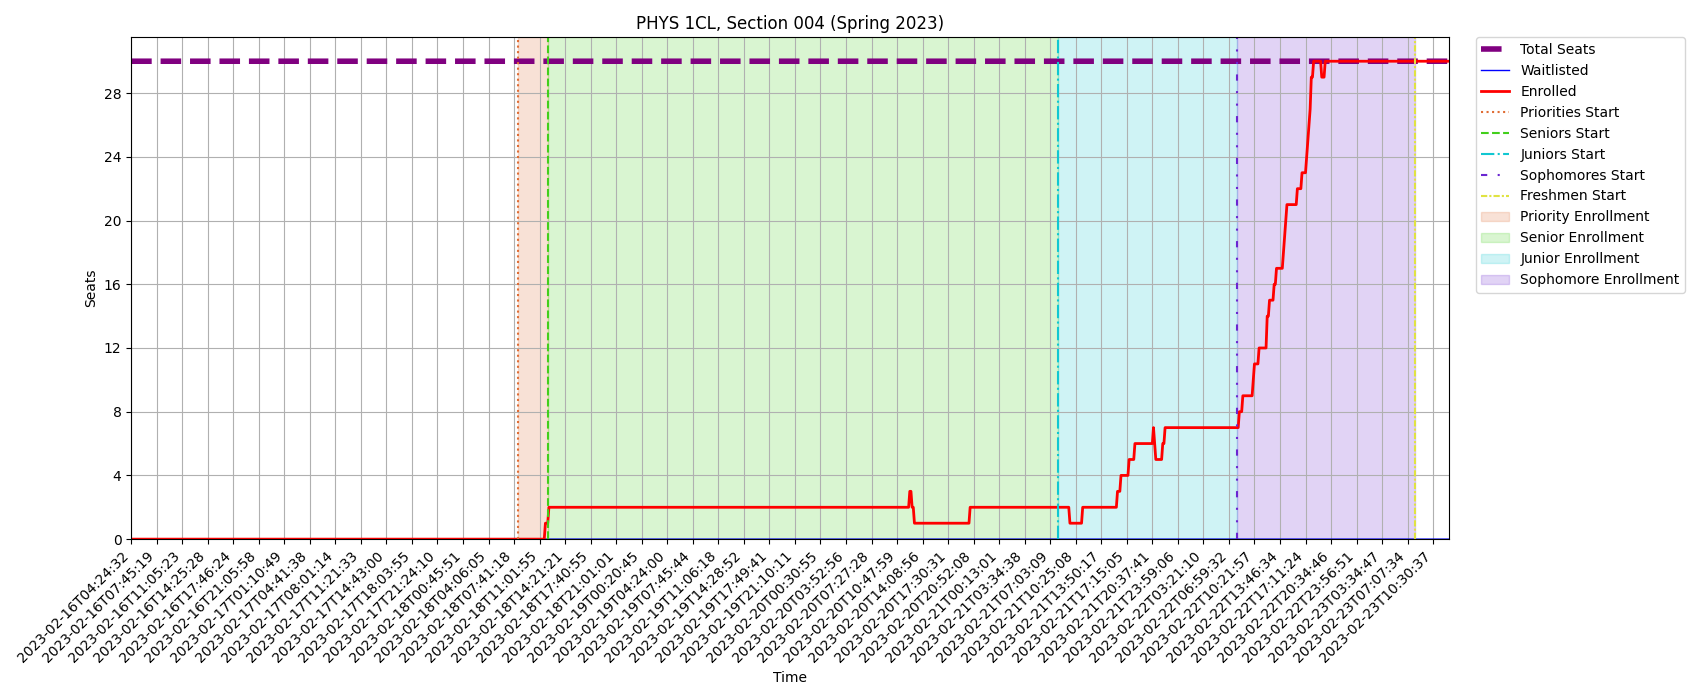 PHYS 1CL, Section 004 (Spring 2023)
Seats
28
24
20
16
12
8
4
0
2023-02-16T04:24:32
2023-02-16T07:45:19
2023-02-16T11:05:23
2023-02-16T14:25:28
2023-02-16T17:46:24
2023-02-16T21:05:58
2023-02-17T01:10:49
2023-02-17T04:41:38
2023-02-17T08:01:14
2023-02-17T11:21:33
2023-02-17T14:43:00
2023-02-17T18:03:55
2023-02-17T21:24:10
2023-02-18T00:45:51
2023-02-18T04:06:05
2023-02-18T07:41:18
2023-02-18T11:01:55
2023-02-18T14:21:21
2023-02-18T17:40:55
2023-02-18T21:01:01
2023-02-19T00:20:45
2023-02-19T04:24:00
2023-02-19T07:45:44
2023-02-19T11:06:18
2023-02-19T14:28:52
2023-02-19T17:49:41
2023-02-19T21:10:11
2023-02-20T00:30:55
2023-02-20T03:52:56
2023-02-20T07:27:28
2023-02-20T10:47:59
2023-02-20T14:08:56
2023-02-20T17:30:31
2023-02-20T20:52:08
2023-02-21T00:13:01
2023-02-21T03:34:38
2023-02-21T07:03:09
2023-02-21T10:25:08
2023-02-21T13:50:17
2023-02-21T17:15:05
2023-02-21T20:37:41
2023-02-21T23:59:06
2023-02-22T03:21:10
2023-02-22T06:59:32
2023-02-22T10:21:57
2023-02-22T13:46:34
2023-02-22T17:11:24
2023-02-22T20:34:46
2023-02-22T23:56:51
2023-02-23T03:34:47
2023-02-23T07:07:34
2023-02-23T10:30:37
Time
Total Seats
Waitlisted
Enrolled
Priorities Start
Seniors Start
Juniors Start
Sophomores Start
Freshmen Start
Priority Enrollment
Senior Enrollment
Junior Enrollment
Sophomore Enrollment